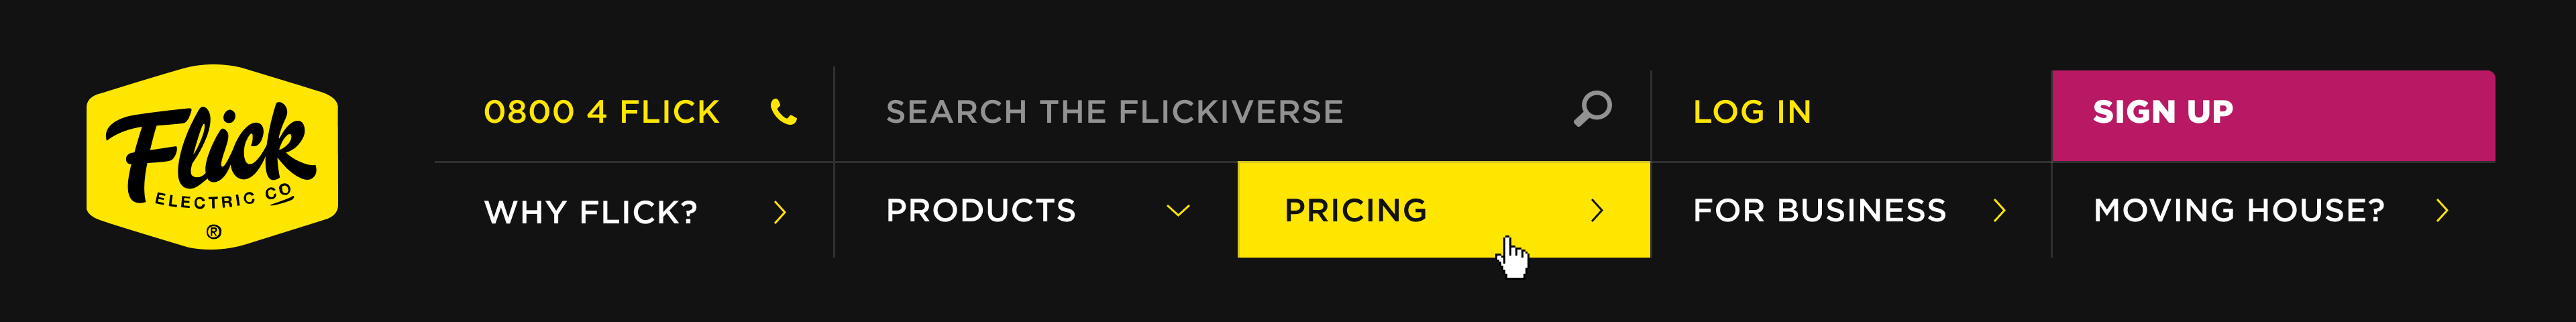 Flick
ELECTRIC CO
®
0800 4 FLICK
SEARCH THE FLICKIVERSE
LOG IN
SIGN UP
WHY FLICK?
PRODUCTS
PRICING
FOR BUSINESS
MOVING HOUSE?